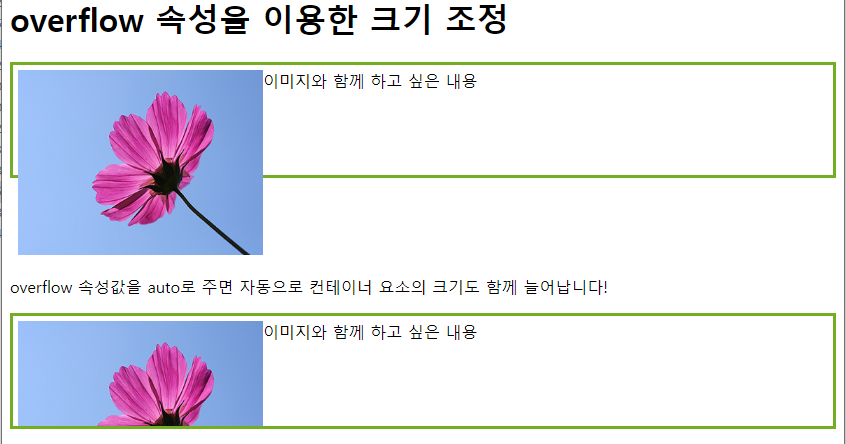 overflow 속성을 이용한 크기 조정
이미지와 함께 하고 싶은 내용
overflow 속성값을 auto로 주면 자동으로 컨테이너 요소의 크기도 함께 늘어납니다!
이미지와 함께 하고 싶은 내용